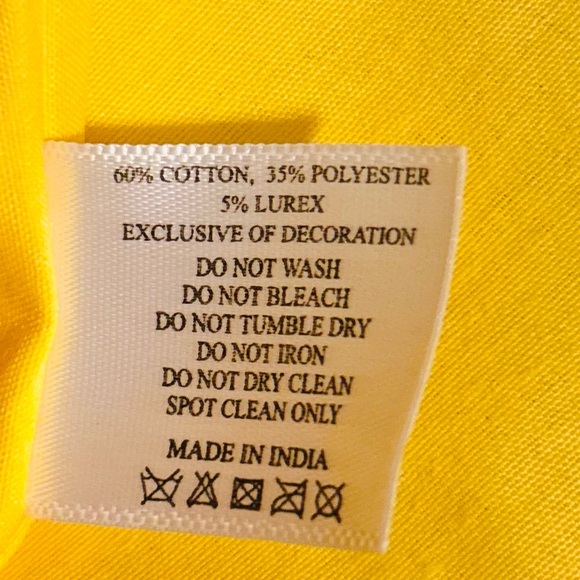 60% COTTON, 35% POLYESTER
5% LUREX
EXCLUSIVE OF DECORATION
DO NOT WASH
DO NOT BLEACH
DO NOT TUMBLE DRY
DO NOT IRON
DO NOT DRY CLEAN
SPOT CLEAN ONLY
MADE IN INDIA